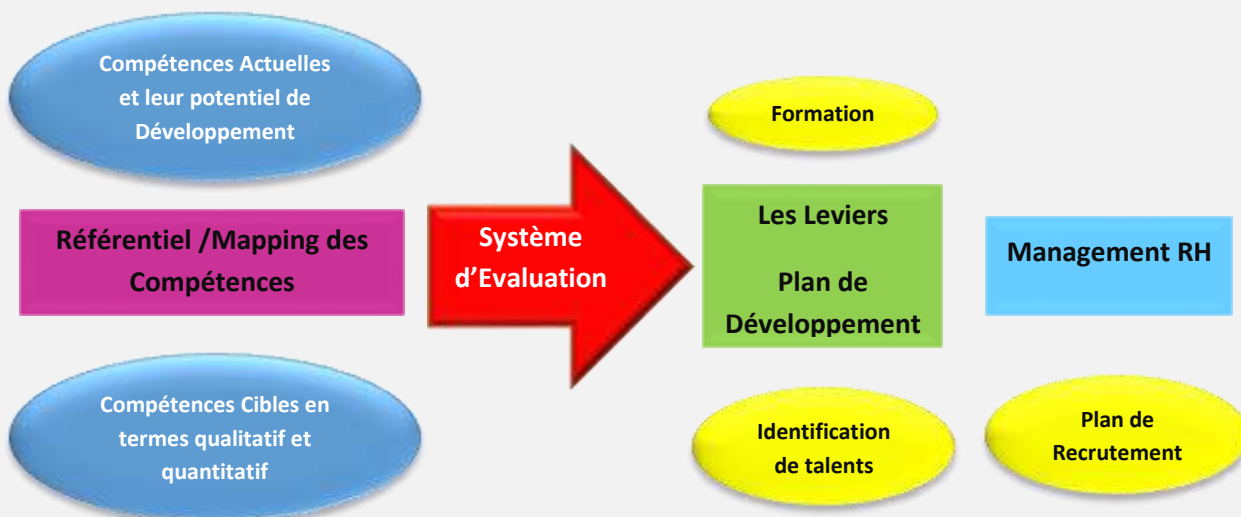 Compétences Actuelles
et leur potentiel de
Développement
Référentiel /Mapping des
Compétences
Compétences Cibles en
termes qualitatif et
quantitatif
Système
d’Evaluation
Formation
Les Leviers
Plan de
Développement
Identification
de talents
Management RH
Plan de
Recrutement